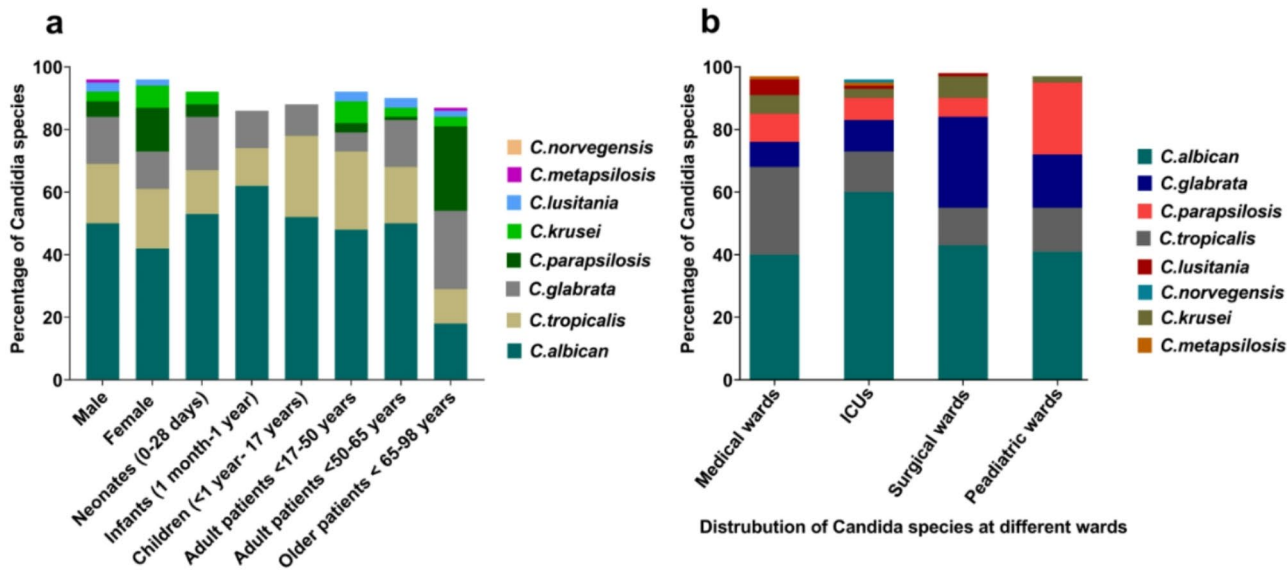 a
Percentage of Candidia species
100
80
60
40
20
0
Male
Female
Neonates (0-28 days)
Infants (1 month-1 year)
Children (<1 year- 17 years)
Adult patients <17-50 years
Adult patients <50-65 years
Older patients < 65-98 years
C.norvegensis
C.metapsilosis
C.lusitania
C.krusei
C.parapsilosis
C.glabrata
C.tropicalis
C.albican
b
Percentage of Candidia species
100
80
60
40
20
0
Medical wards
ICUs
Surgical wards
Peadiatric wards
Distrubution of Candida species at different wards
C.albican
C.glabrata
C.parapsilosis
C.tropicalis
C.lusitania
C.norvegensis
C.krusei
C.metapsilosis